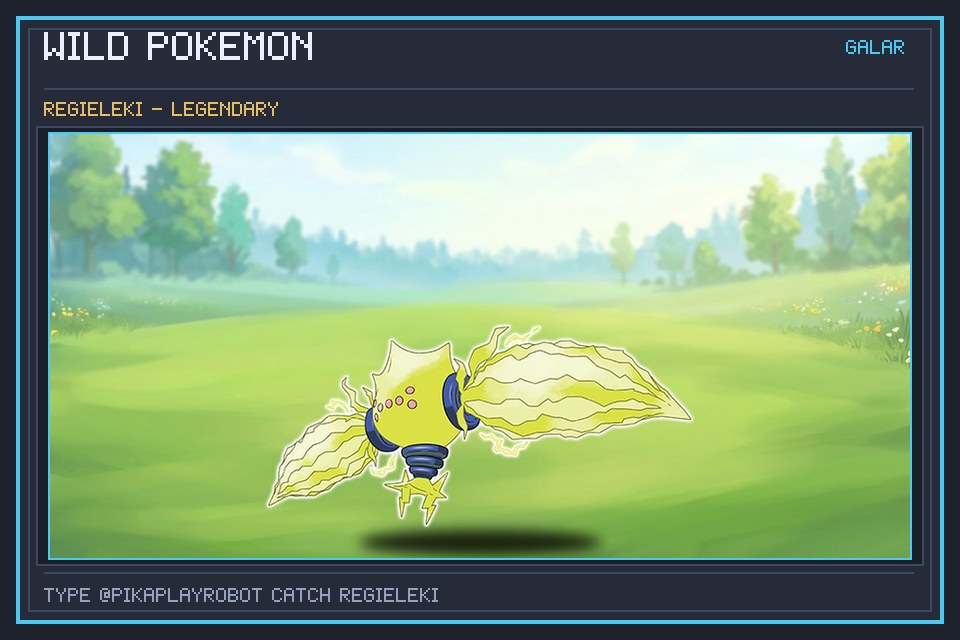 WILD POKEMON
GALAR
REGIELEKI - LEGENDARY
TYPE @PIKAPLAYROBOT CATCH REGIELEKI